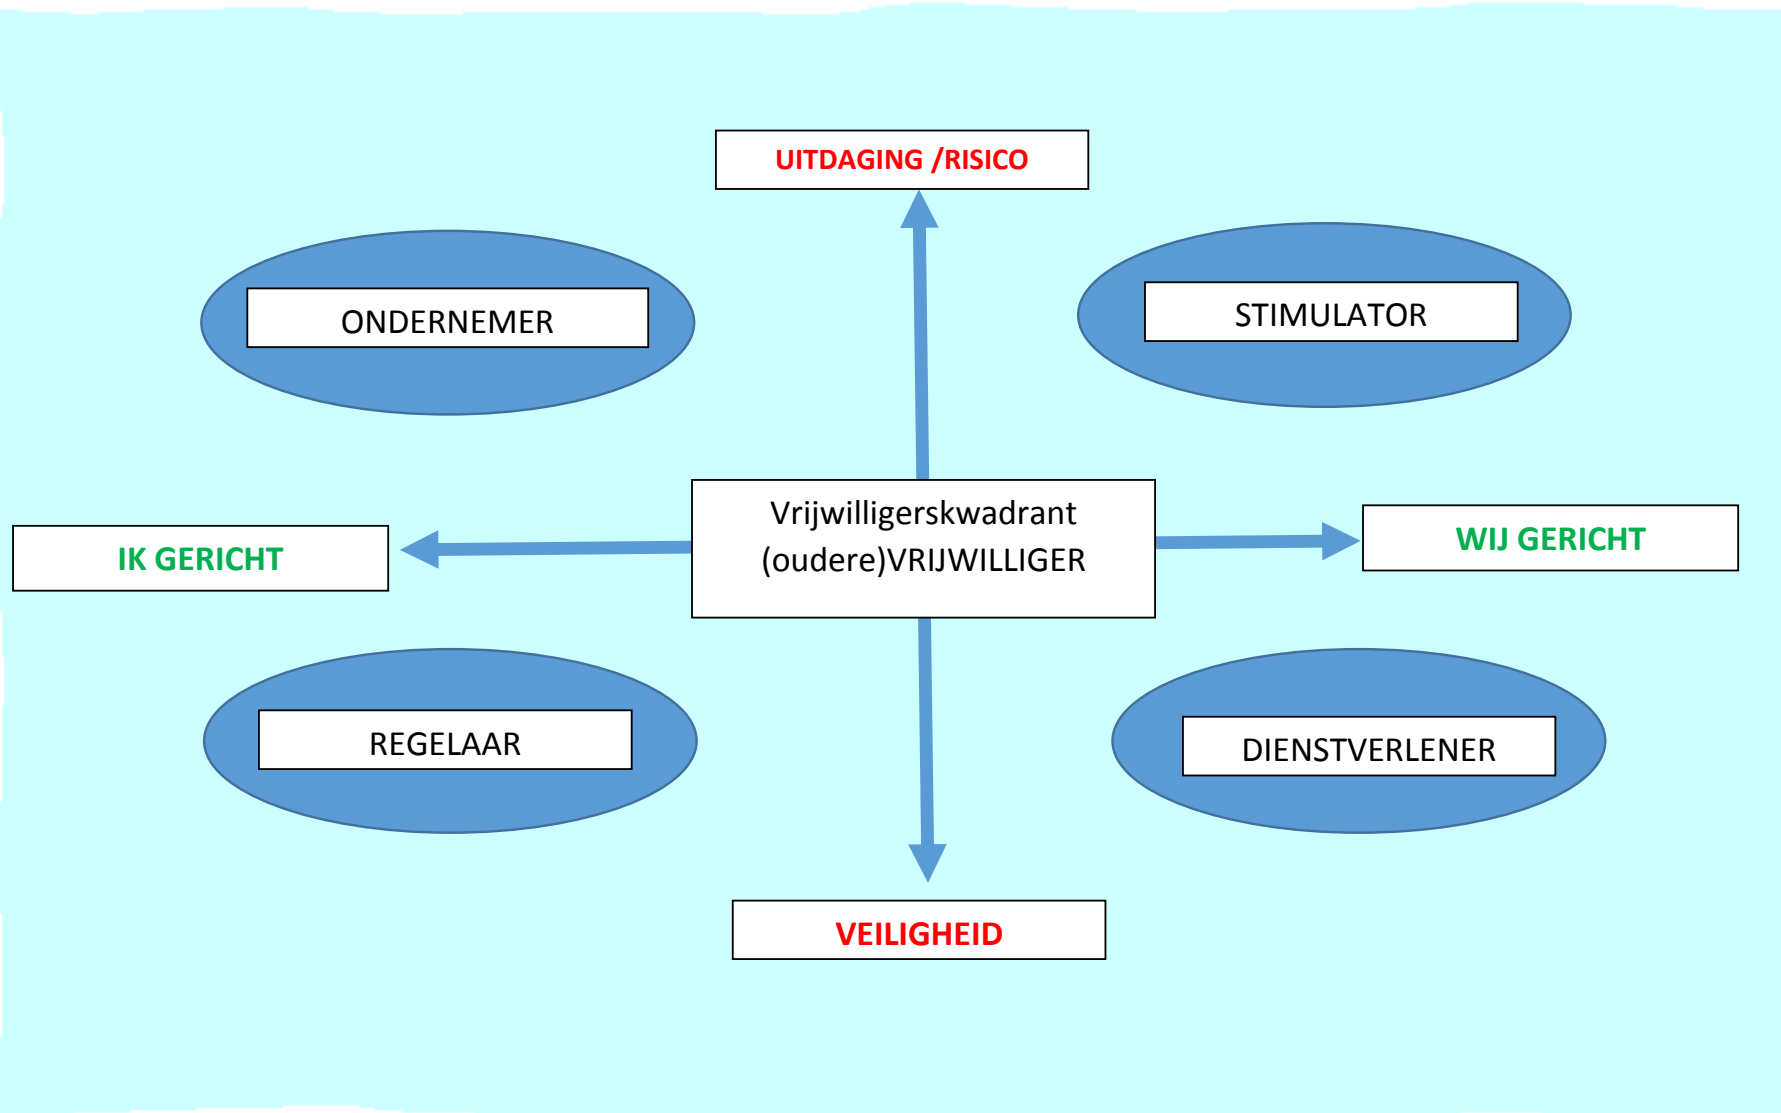 UITDAGING /RISICO
ONDERNEMER
STIMULATOR
Vrijwilligerskwadrant
(oudere)VRIJWILLIGER
IK GERICHT
WIJ GERICHT
REGELAAR
DIENSTVERLENER
VEILIGHEID